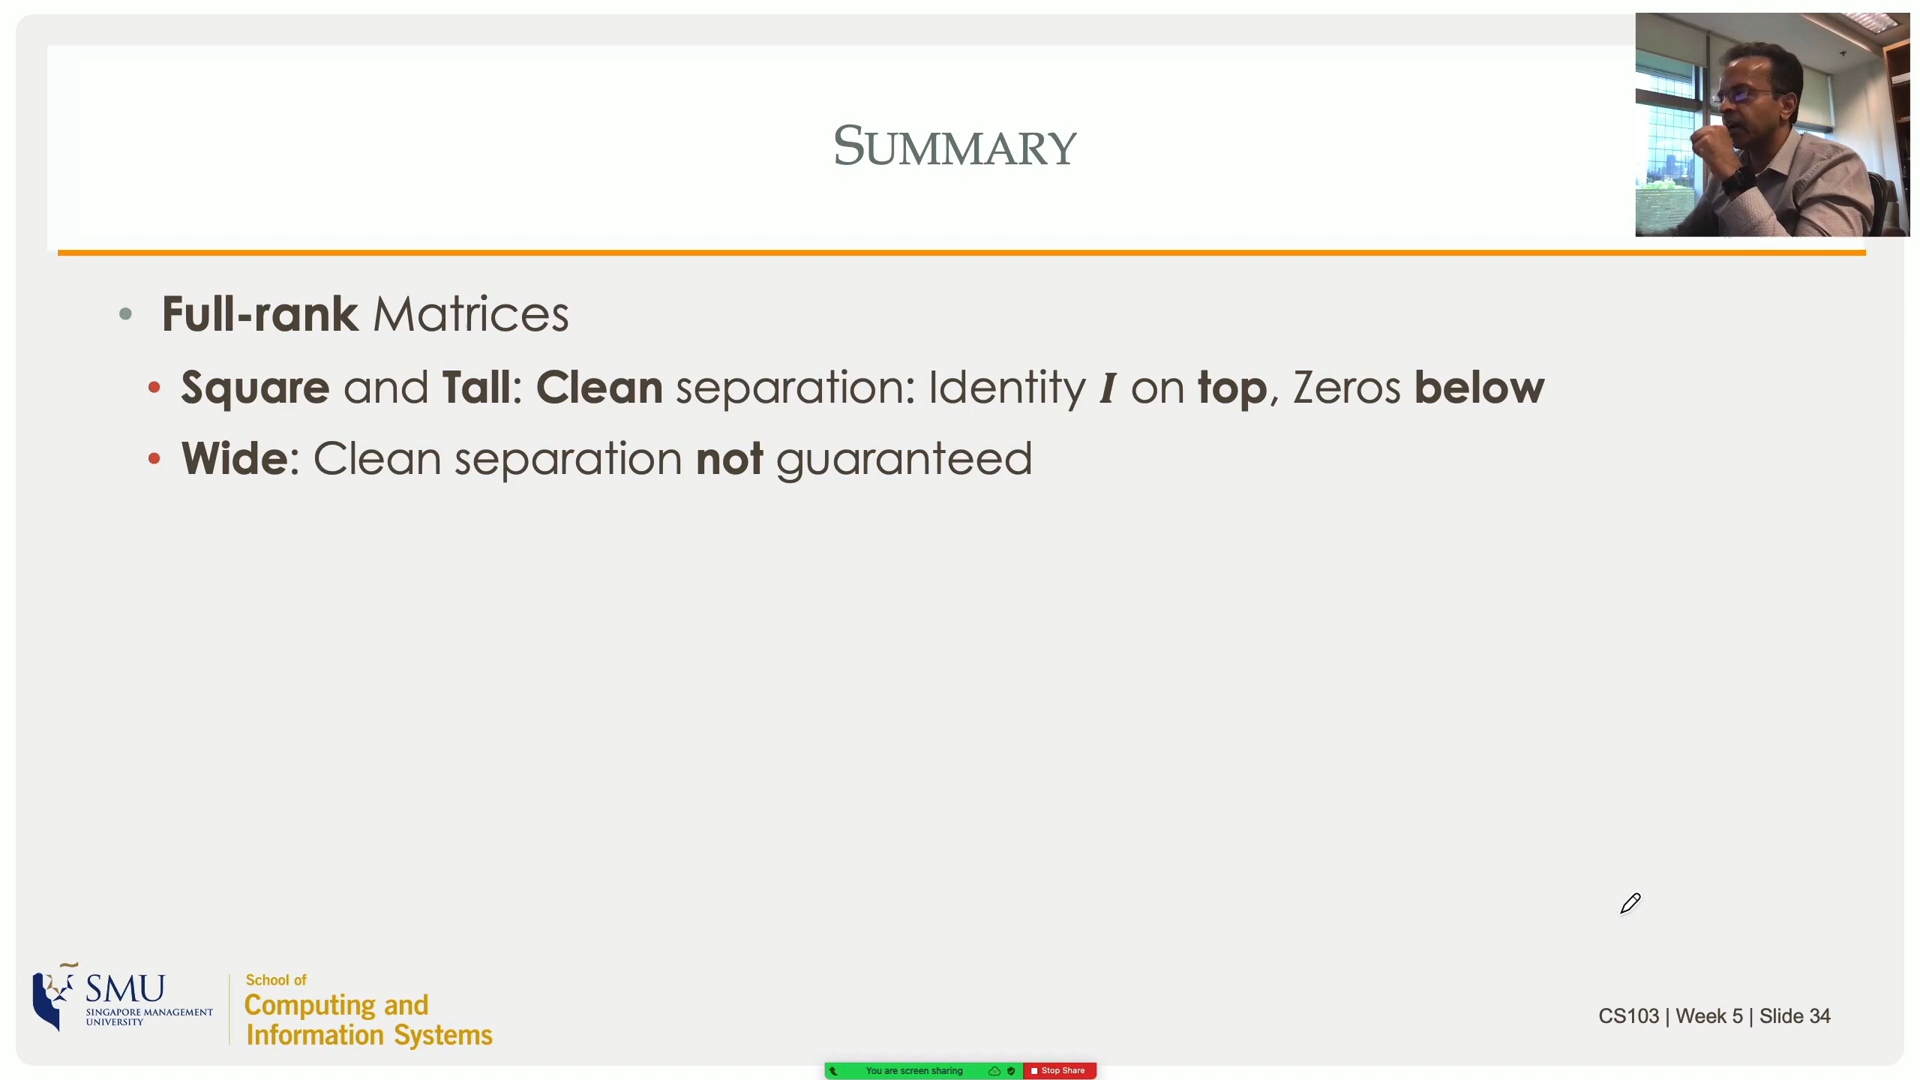 SUMMARY
Full-rank Matrices
Square and Tall: Clean separation: Identity I on top, Zeros below
Wide: Clean separation not guaranteed
SMU
SINGAPORE MANAGEMENT
UNIVERSITY
School of
Computing and
Information Systems
CS103 | Week 5 | Slide 34
You are screen sharing
Stop Share